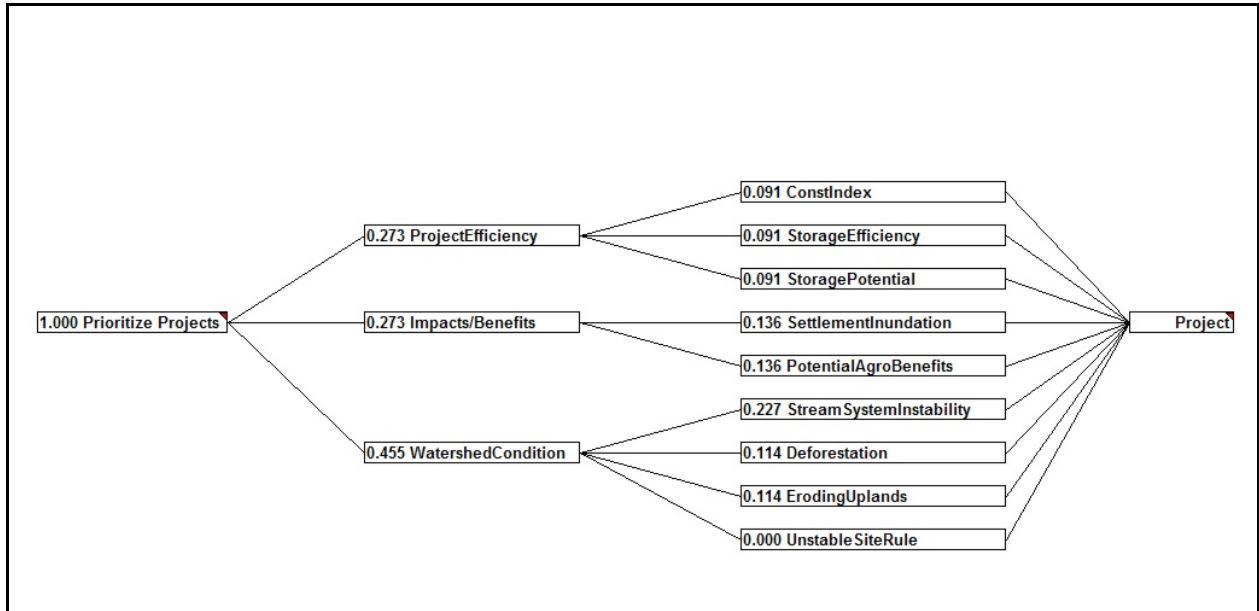 1.000 Prioritize Projects
0.273 ProjectEfficiency
0.273 Impacts/Benefits
0.455 WatershedCondition
0.091 ConstIndex
0.091 StorageEfficiency
0.091 StoragePotential
0.136 SettlementInundation
0.136 PotentialAgroBenefits
0.227 StreamSystemInstability
0.114 Deforestation
0.114 ErodingUplands
0.000 UnstableSiteRule
Project